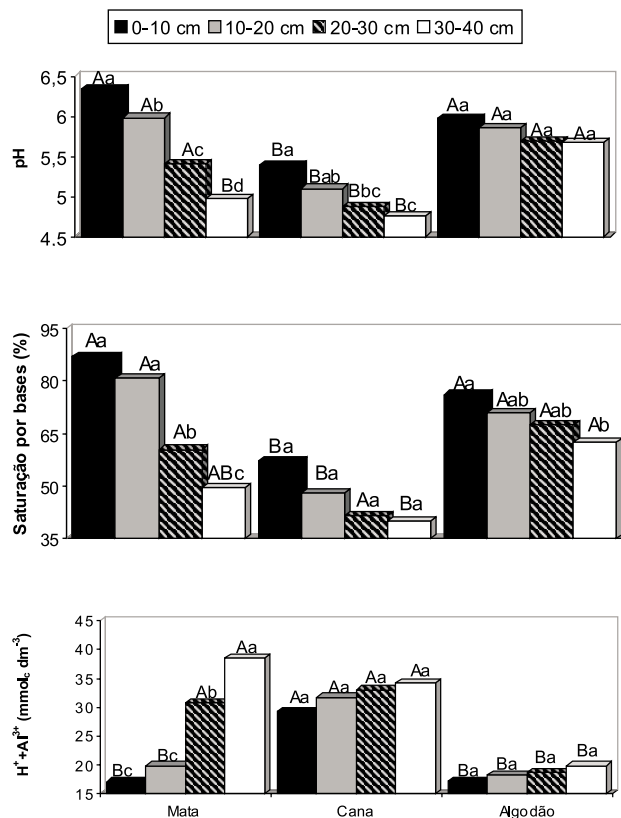 0-10 cm 10-20 cm 20-30 cm 30-40 cm
pH
6,5
6
5,5
5
4,5
Aa Ab Ac Bd Ba Bab Bbc Bc Aa Aa Aa Aa
Saturação por bases (%)
95
80
65
50
35
Aa Aa Ab ABc Ba Ba Aa Ba Aa Aab Aab Ab
H⁺+Al³⁺ (mmol꜀ dm⁻³)
45
40
35
30
25
20
15
Bc Bc Ab Aa Aa Aa Aa Aa Ba Ba Ba Ba
Mata Cana Algodão